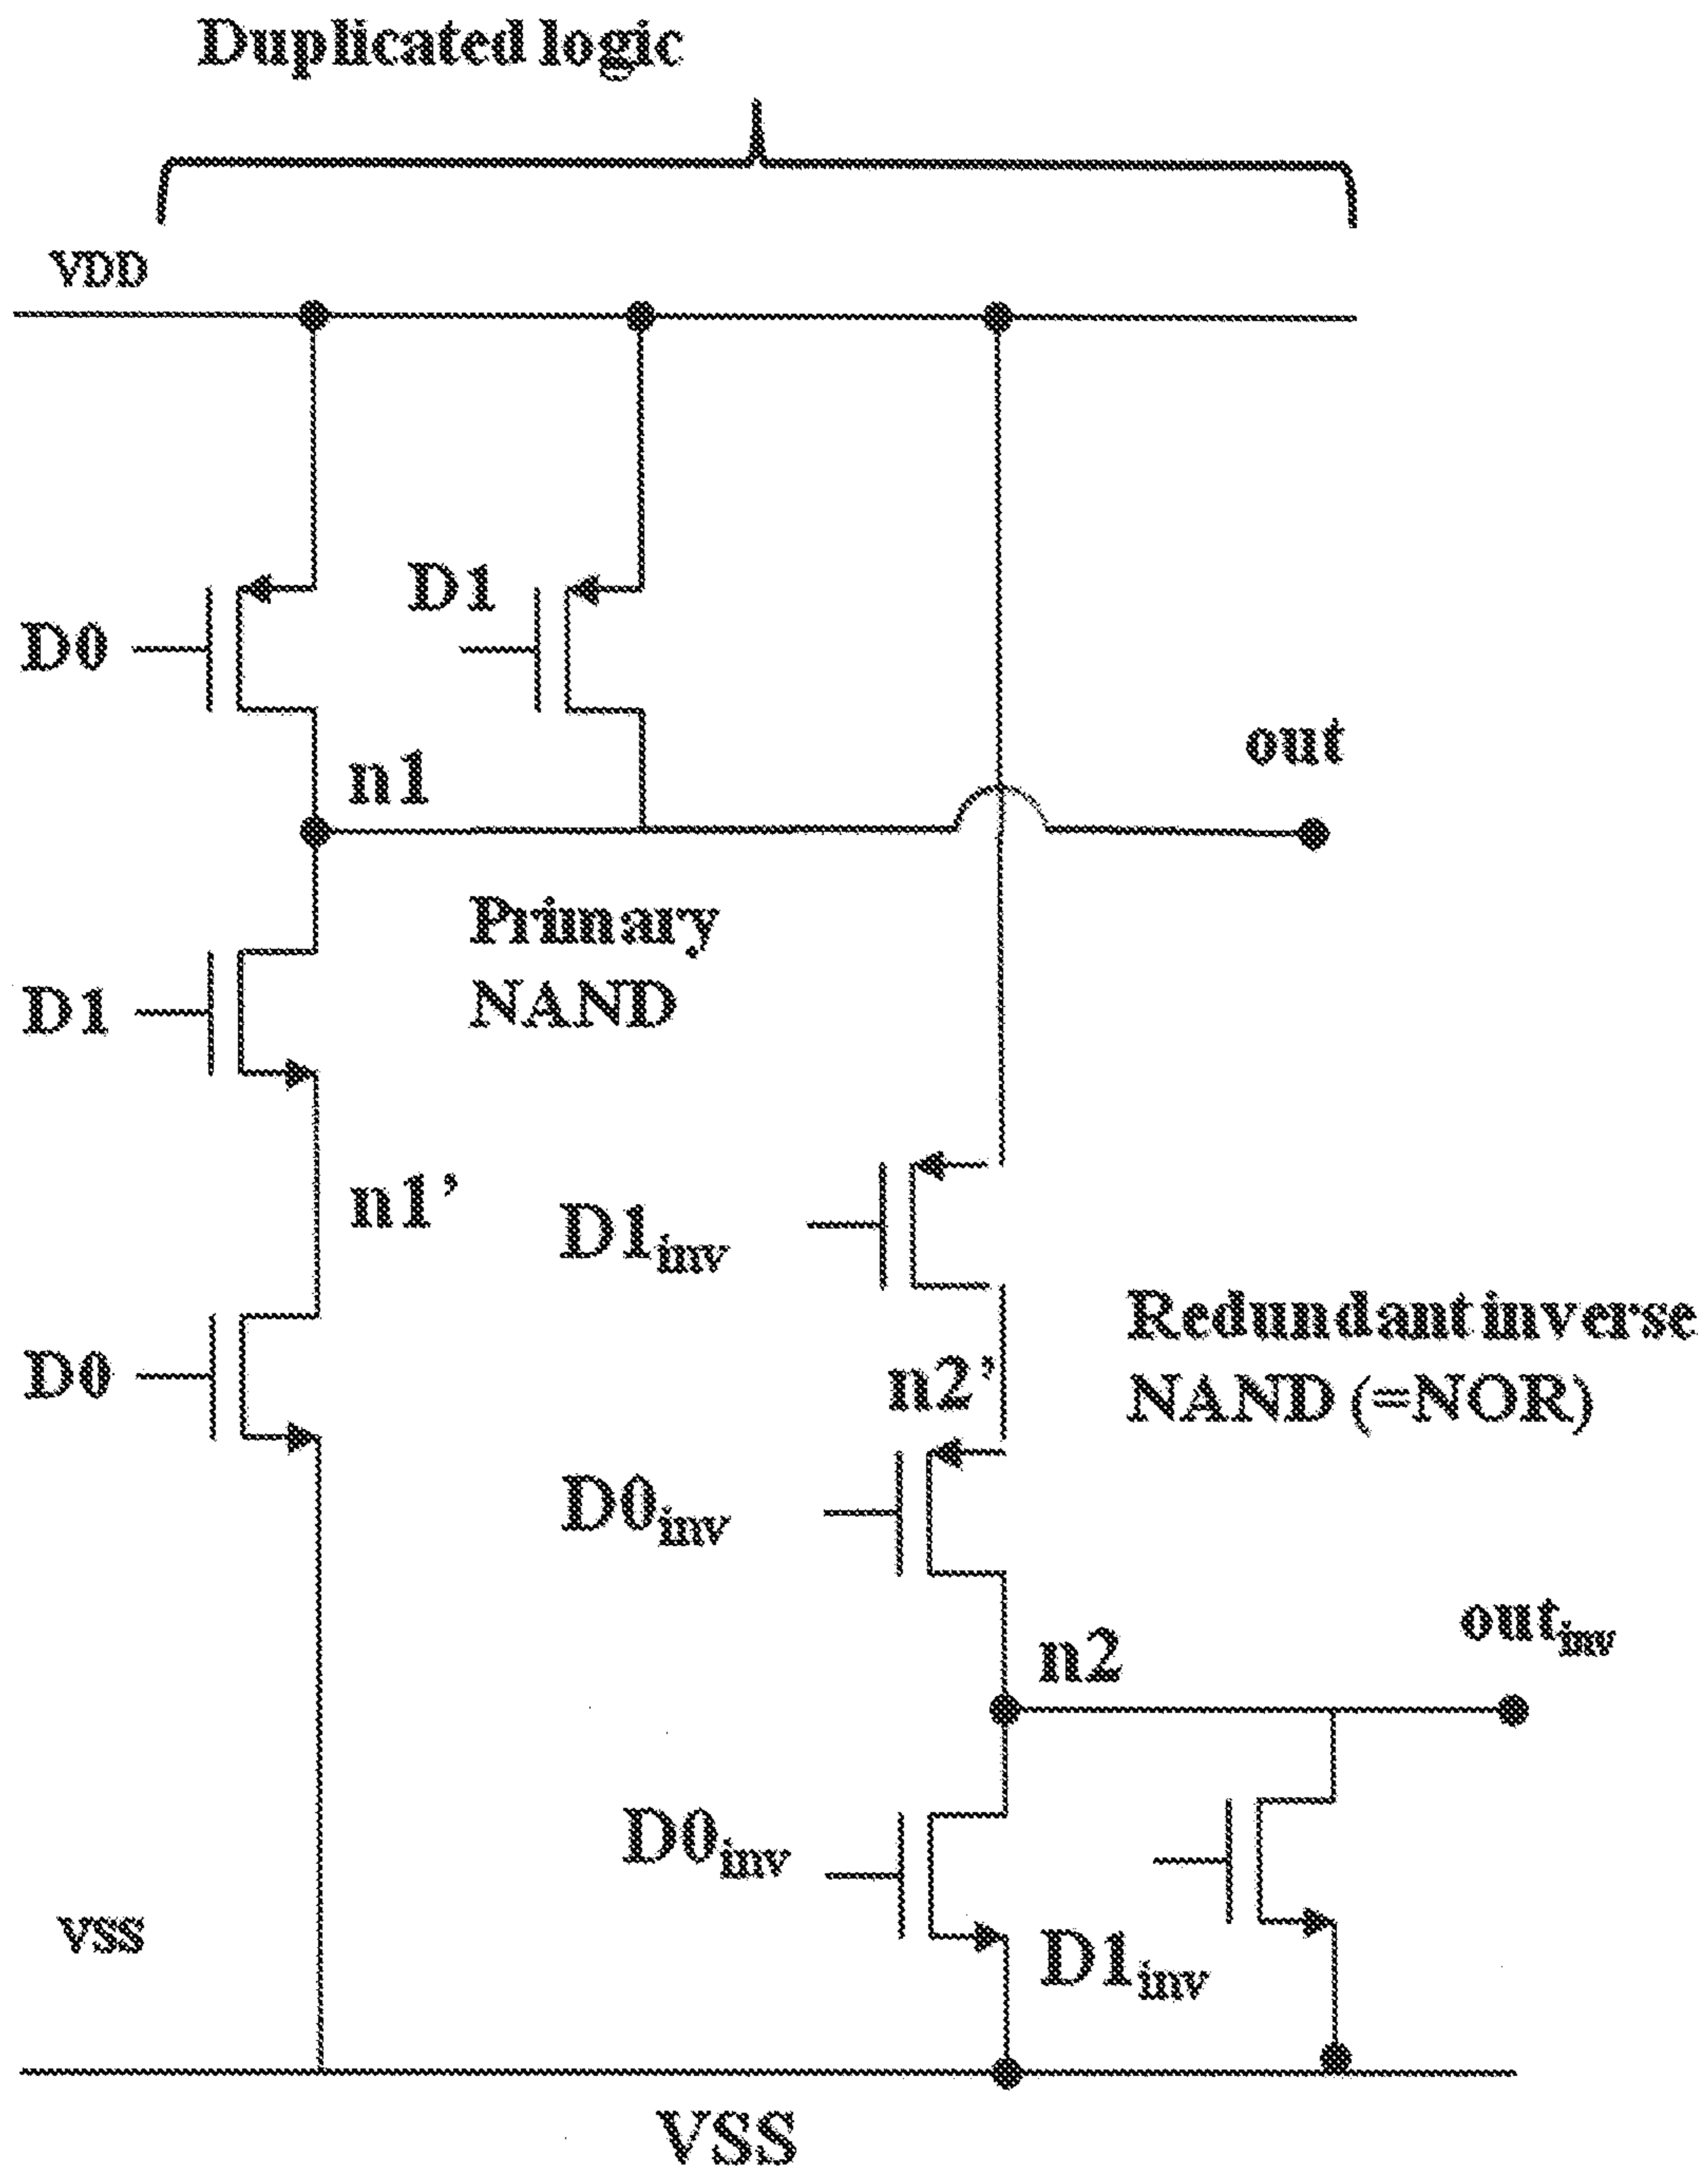 Duplicated logic
VDD
D0
D1
n1
out
Primary
NAND
D1
n1’
D1inv
D0
n2’
Redundant inverse
NAND (=NOR)
D0inv
n2
outinv
D0inv
D1inv
VSS
VSS